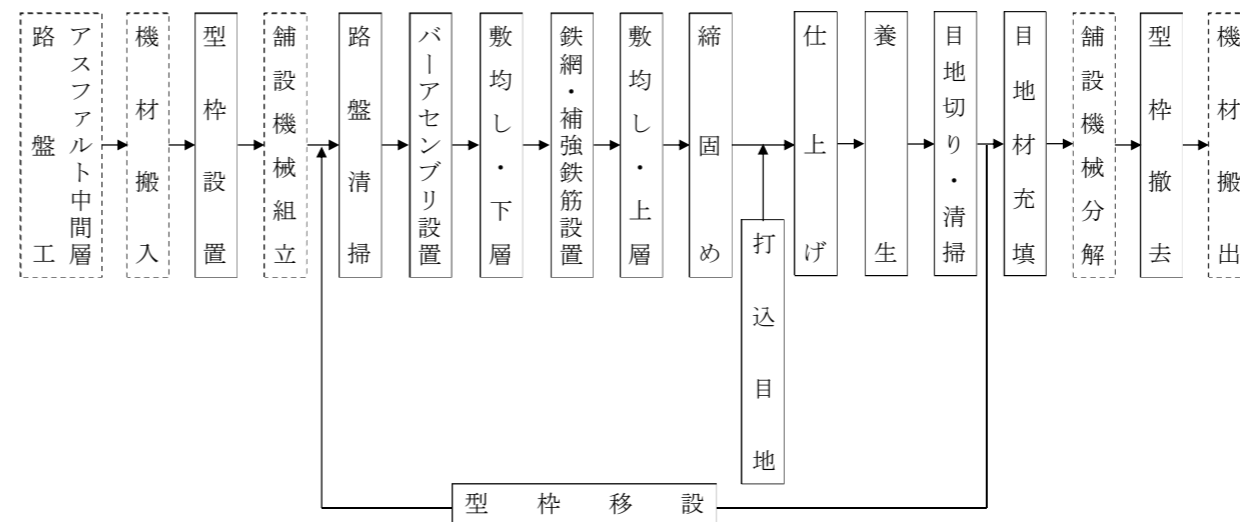 路盤工
アスファルト中間層
機材搬入
型枠設置
舗設機械組立
路盤清掃
バーアセンブリ設置
敷均し・下層
鉄網・補強鉄筋設置
敷均し・上層
締固め
打込目地
仕上げ
養生
目地切り・清掃
目地材充填
舗設機械分解
型枠撤去
機材搬出
型枠移設